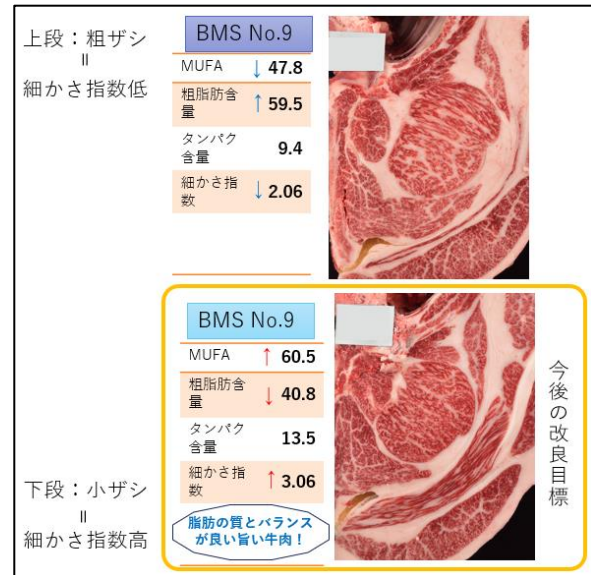 上段：粗ザシ
॥
細かさ指数低
BMS No.9
MUFA ↓ 47.8
粗脂肪含
量 ↑ 59.5
タンパク
含量 9.4
細かさ指
数 ↓ 2.06
BMS No.9
MUFA ↑ 60.5
粗脂肪含
量 ↓ 40.8
タンパク
含量 13.5
細かさ指
数 ↑ 3.06
脂肪の質とバランス
が良い旨い牛肉！
今後の改良目標
下段：小ザシ
॥
細かさ指数高